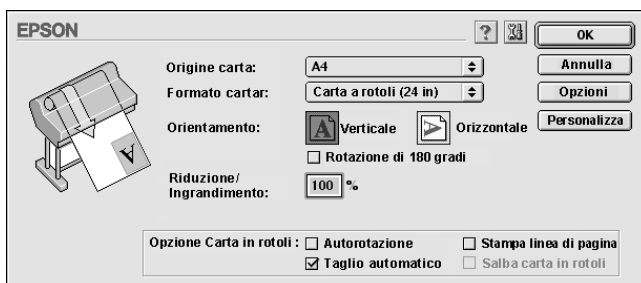 EPSON
? OK
Origine carta: A4 Annulla
Formato cartar: Carta a rotoli (24 in) Opzioni
Orientamento: A Verticale A Orizzontale Personalizza
Rotazione di 180 gradi
Riduzione/
Ingrandimento: 100 %
A
Opzione Carta in rotoli : Autorotazione Stampa linea di pagina
Taglio automatico Salba carta in rotoli